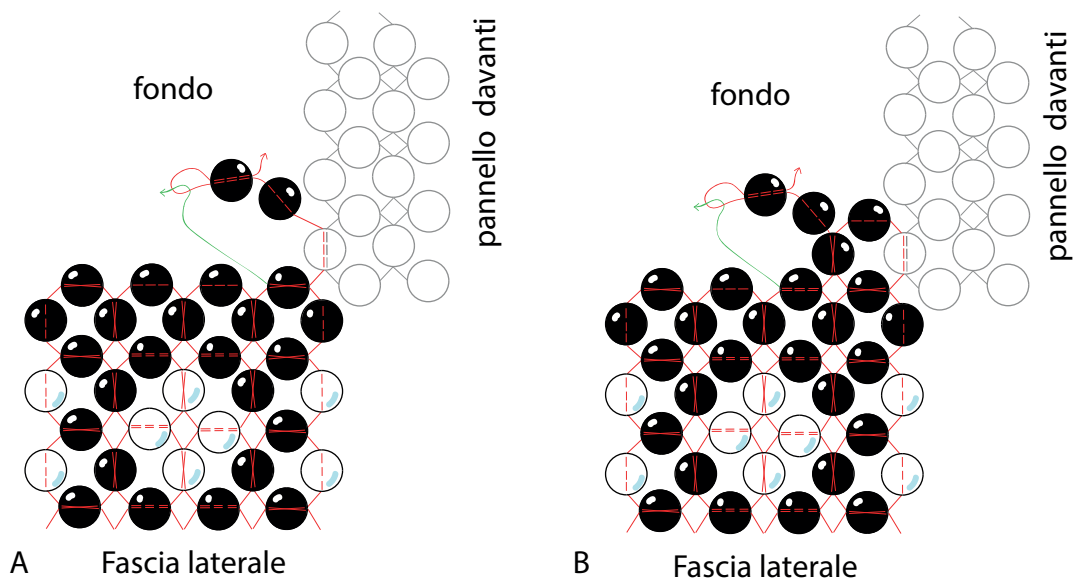 fondo
pannello davanti
A Fascia laterale
fondo
pannello davanti
B Fascia laterale